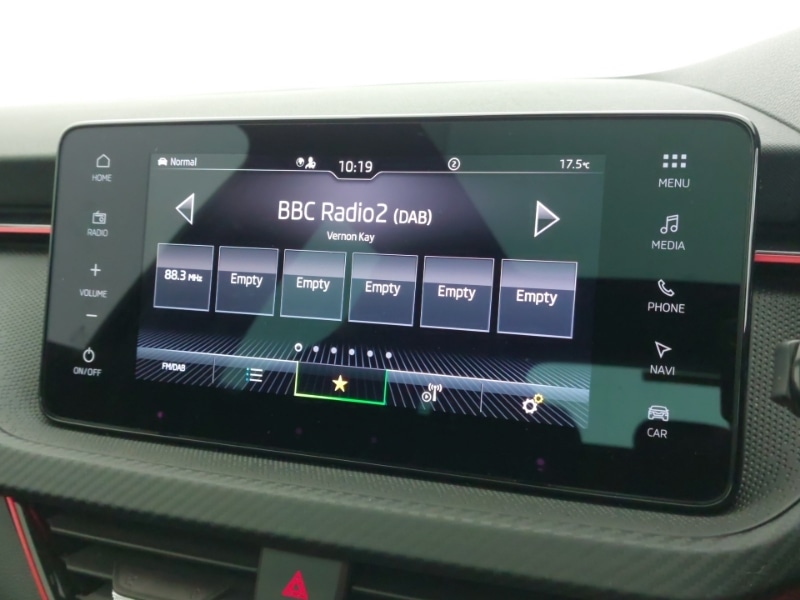 Normal
10:19
2
17.5°C
HOME
RADIO
+
VOLUME
−
ON/OFF
BBC Radio2 (DAB)
Vernon Kay
88.3 MHz
Empty
Empty
Empty
Empty
Empty
FM/DAB
MENU
MEDIA
PHONE
NAVI
CAR